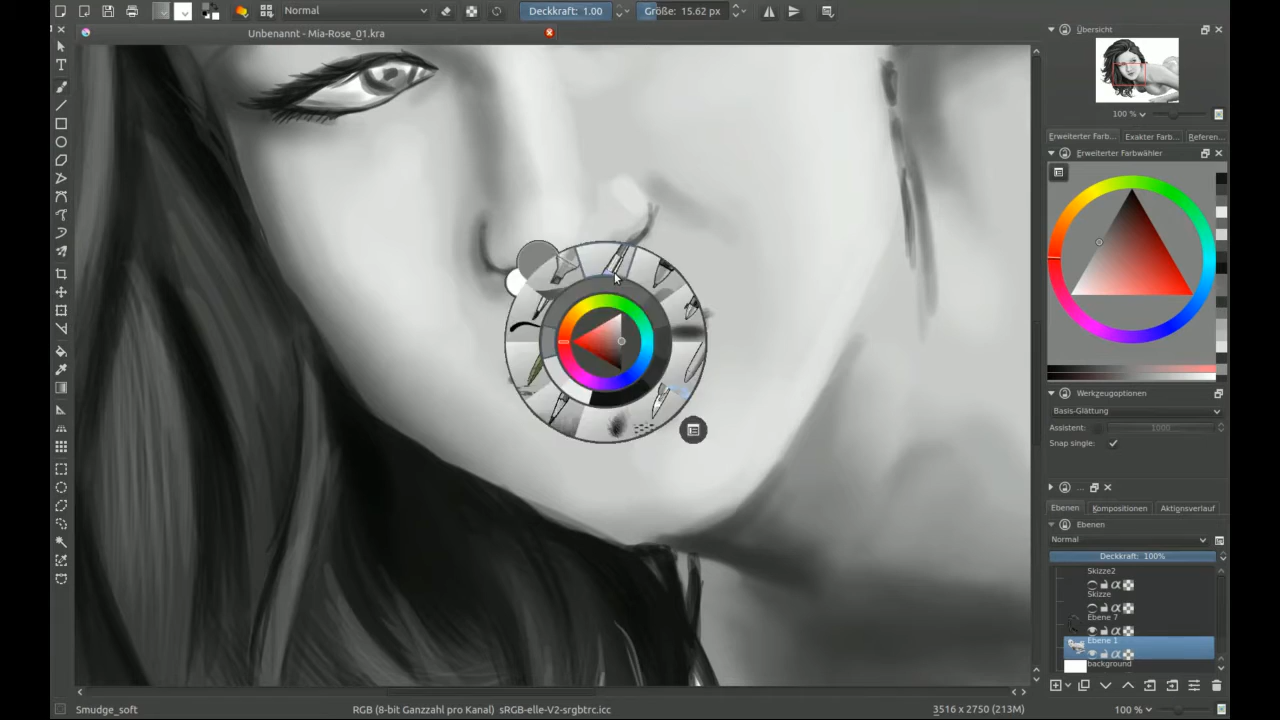 Normal
Deckkraft: 1.00
Größe: 15.62 px
Unbenannt - Mia-Rose_01.kra
Übersicht
100 %
Erweiterter Farb...
Exakter Farb...
Referen...
Erweiterter Farbwähler
Werkzeugoptionen
Basis-Glättung
Assistent:
1000
Snap single:
...
Ebenen
Kompositionen
Aktionsverlauf
Ebenen
Normal
Deckkraft: 100%
Skizze2
Skizze
Ebene 7
Ebene 1
background
Smudge_soft
RGB (8-bit Ganzzahl pro Kanal) sRGB-elle-V2-srgbtrc.icc
3516 x 2750 (213M)
100 %